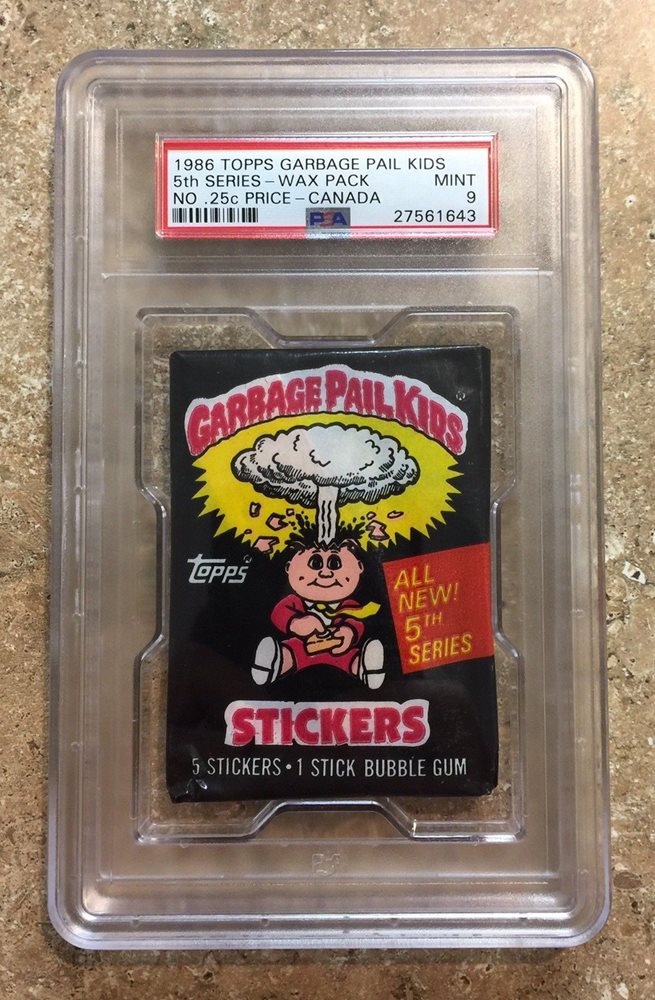 1986 TOPPS GARBAGE PAIL KIDS
5th SERIES - WAX PACK MINT
NO .25c PRICE - CANADA 9
PSA 27561643
GARBAGE PAIL KIDS®
topps®
ALL
NEW!
5TH
SERIES
STICKERS
5 STICKERS • 1 STICK BUBBLE GUM